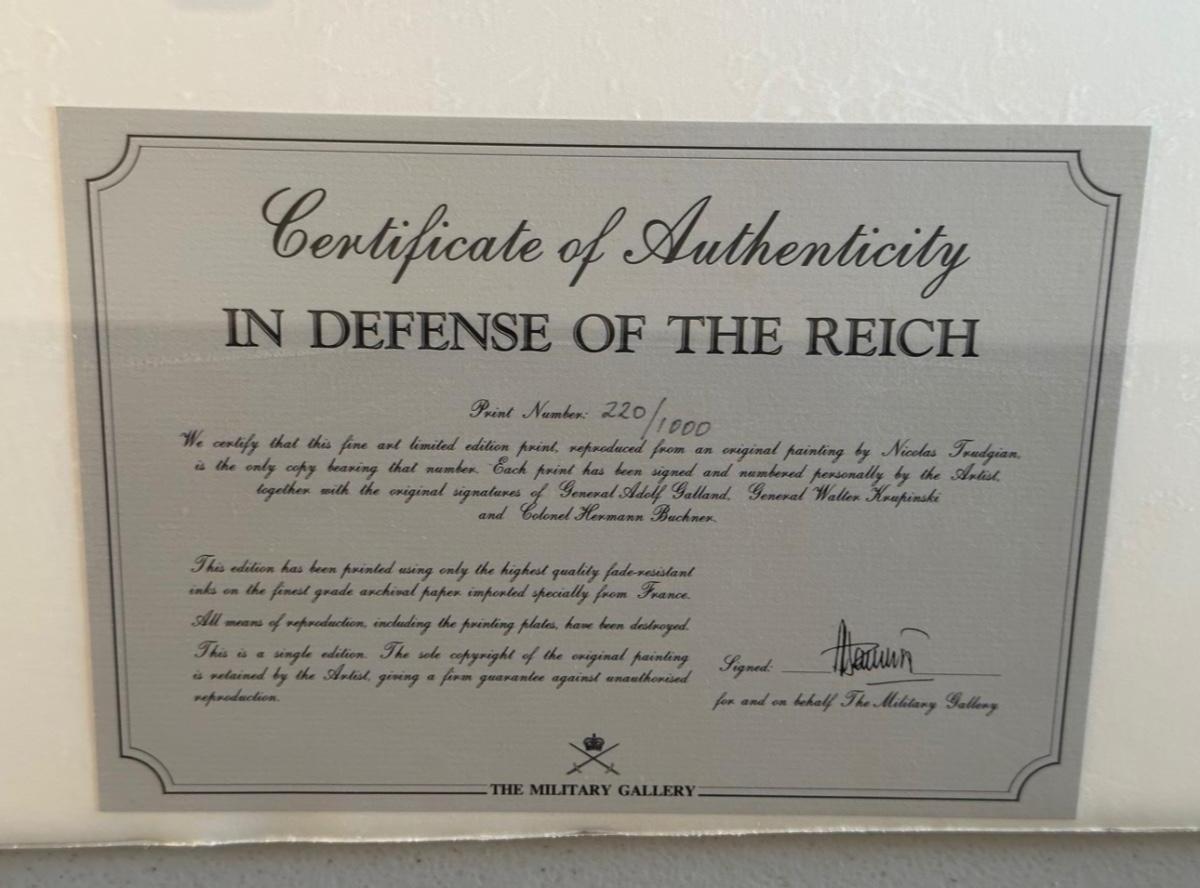 Certificate of Authenticity
IN DEFENSE OF THE REICH
Print Number: 220/1000
We certify that this fine art limited edition print, reproduced from an original painting by Nicolas Trudgian,
is the only copy bearing that number. Each print has been signed and numbered personally by the Artist,
together with the original signatures of General Adolf Galland, General Walter Krupinski
and Colonel Hermann Buchner.
This edition has been printed using only the highest quality fade-resistant
inks on the finest grade archival paper imported specially from France.
All means of reproduction, including the printing plates, have been destroyed.
This is a single edition. The sole copyright of the original painting
is retained by the Artist, giving a firm guarantee against unauthorised
reproduction.
Signed:
for and on behalf The Military Gallery
THE MILITARY GALLERY